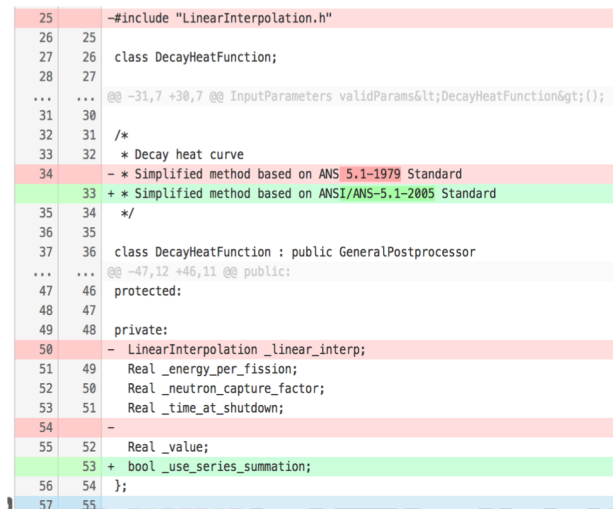 25 -#include "LinearInterpolation.h"
26 25
27 26 class DecayHeatFunction;
28 27
... ... @@ -31,7 +30,7 @@ InputParameters validParams&lt;DecayHeatFunction&gt;();
31 30
32 31 /*
33 32 * Decay heat curve
34 - * Simplified method based on ANS 5.1-1979 Standard
33 + * Simplified method based on ANSI/ANS-5.1-2005 Standard
35 34 */
36 35
37 36 class DecayHeatFunction : public GeneralPostprocessor
... ... @@ -47,12 +46,11 @@ public:
47 46 protected:
48 47
49 48 private:
50 - LinearInterpolation _linear_interp;
51 49 Real _energy_per_fission;
52 50 Real _neutron_capture_factor;
53 51 Real _time_at_shutdown;
54 -
55 52 Real _value;
53 + bool _use_series_summation;
56 54 };
57 55